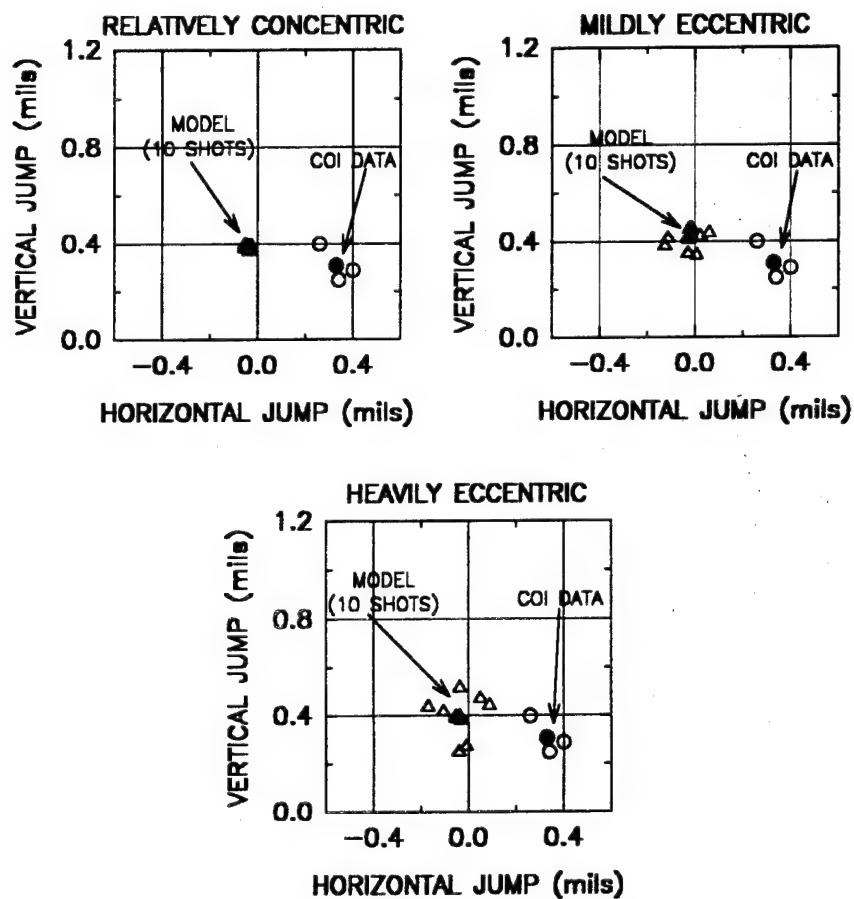 RELATIVELY CONCENTRIC
1.2
0.8
0.4
0.0
VERTICAL JUMP (mils)
MODEL
(10 SHOTS)
COI DATA
−0.4 0.0 0.4
HORIZONTAL JUMP (mils)
MILDLY ECCENTRIC
1.2
0.8
0.4
0.0
VERTICAL JUMP (mils)
MODEL
(10 SHOTS)
COI DATA
−0.4 0.0 0.4
HORIZONTAL JUMP (mils)
HEAVILY ECCENTRIC
1.2
0.8
0.4
0.0
VERTICAL JUMP (mils)
MODEL
(10 SHOTS)
COI DATA
−0.4 0.0 0.4
HORIZONTAL JUMP (mils)